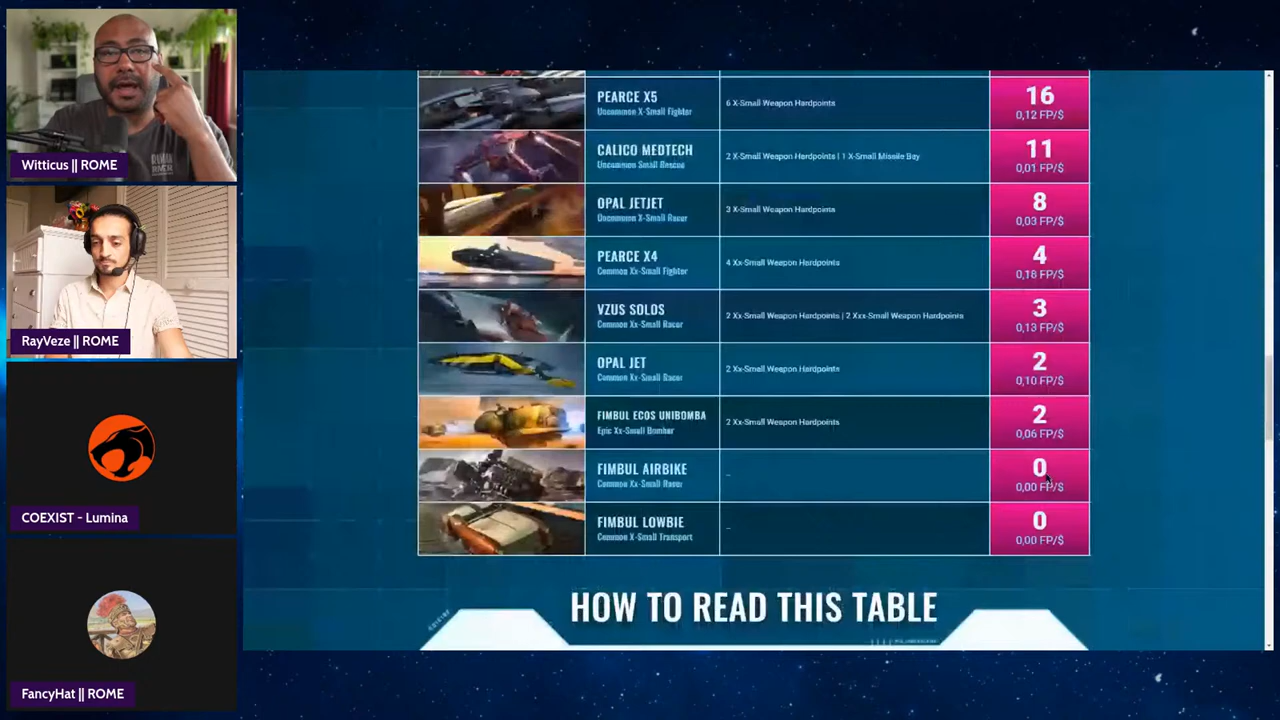 Witticus || ROME
RayVeze || ROME
COEXIST - Lumina
FancyHat || ROME
PEARCE X5
Uncommon X-Small Fighter
6 X-Small Weapon Hardpoints
16
0,12 FP/$
CALICO MEDTECH
Uncommon Small Rescue
2 X-Small Weapon Hardpoints | 1 X-Small Missile Bay
11
0,01 FP/$
OPAL JETJET
Uncommon X-Small Racer
3 X-Small Weapon Hardpoints
8
0,03 FP/$
PEARCE X4
Common Xx-Small Fighter
4 Xx-Small Weapon Hardpoints
4
0,18 FP/$
VZUS SOLOS
Common Xx-Small Racer
2 Xx-Small Weapon Hardpoints | 2 Xxx-Small Weapon Hardpoints
3
0,13 FP/$
OPAL JET
Common Xx-Small Racer
2 Xx-Small Weapon Hardpoints
2
0,10 FP/$
FIMBUL ECOS UNIBOMBA
Epic Xx-Small Bomber
2 Xx-Small Weapon Hardpoints
2
0,06 FP/$
FIMBUL AIRBIKE
Common Xx-Small Racer
–
0
0,00 FP/$
FIMBUL LOWBIE
Common X-Small Transport
–
0
0,00 FP/$
HOW TO READ THIS TABLE